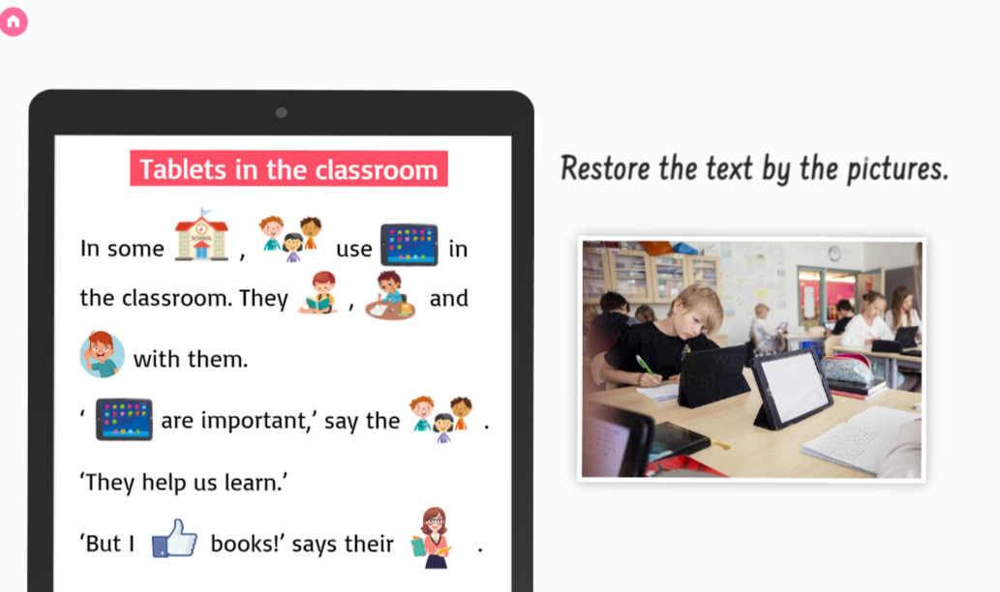 Tablets in the classroom
In some SCHOOL , use in
the classroom. They , and
with them.
‘ are important,’ say the .
‘They help us learn.’
‘But I books!’ says their .
Restore the text by the pictures.